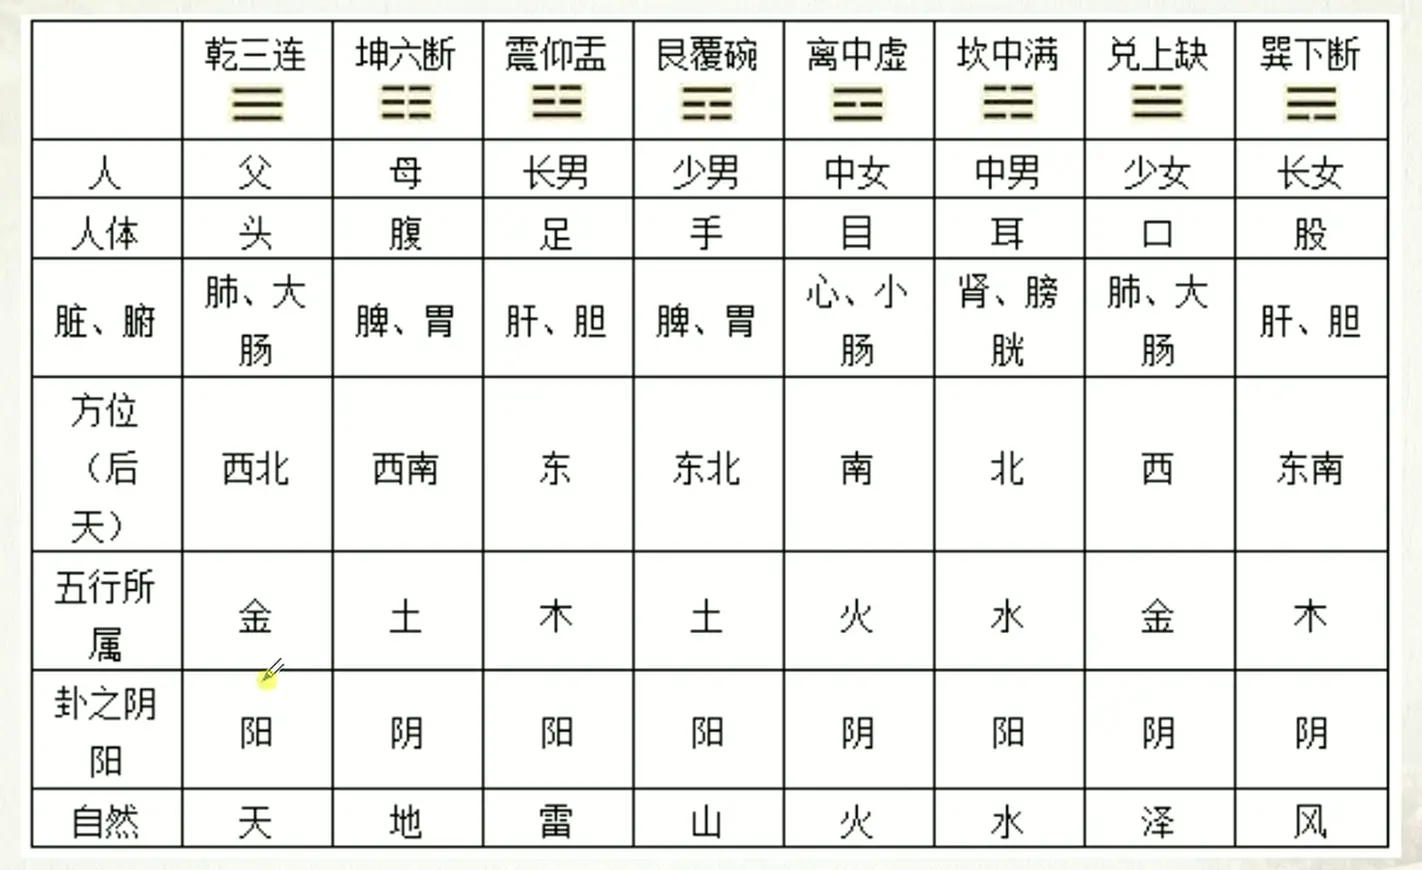 乾三连 坤六断 震仰盂 艮覆碗 离中虚 坎中满 兑上缺 巽下断
人 父 母 长男 少男 中女 中男 少女 长女
人体 头 腹 足 手 目 耳 口 股
脏、腑 肺、大肠 脾、胃 肝、胆 脾、胃 心、小肠 肾、膀胱 肺、大肠 肝、胆
方位（后天） 西北 西南 东 东北 南 北 西 东南
五行所属 金 土 木 土 火 水 金 木
卦之阴阳 阳 阴 阳 阳 阴 阳 阴 阴
自然 天 地 雷 山 火 水 泽 风